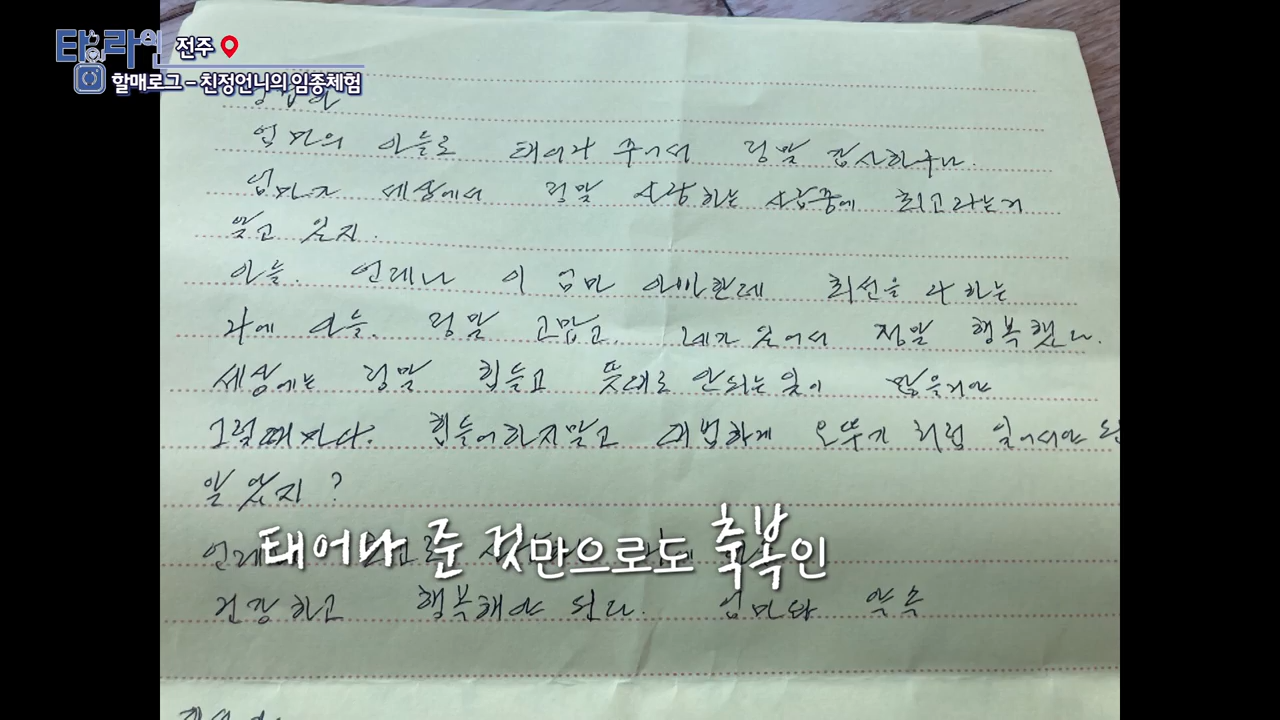 타임라인 전주
할매로그 - 친정언니의 임종체험
엄마의 아들로 태어나 주어서 정말 감사하구나.
엄마가 세상에서 정말 사랑하는 사람중에 최고라는거
알고 있지.
아들. 언제나 이 엄마 아빠한테 최선을 다 하는
나에 아들. 정말 고맙고. 네가 있어서 정말 행복했다.
세상에는 정말 힘들고 뜻대로 안되는 일이 많을거야
그럴때마다. 힘들어하지말고 대범하게 오뚜기 처럼 일어서야 된
알았지?
태어나 준 것만으로도 축복인
건강하고 행복해야 된다. 엄마와 약속